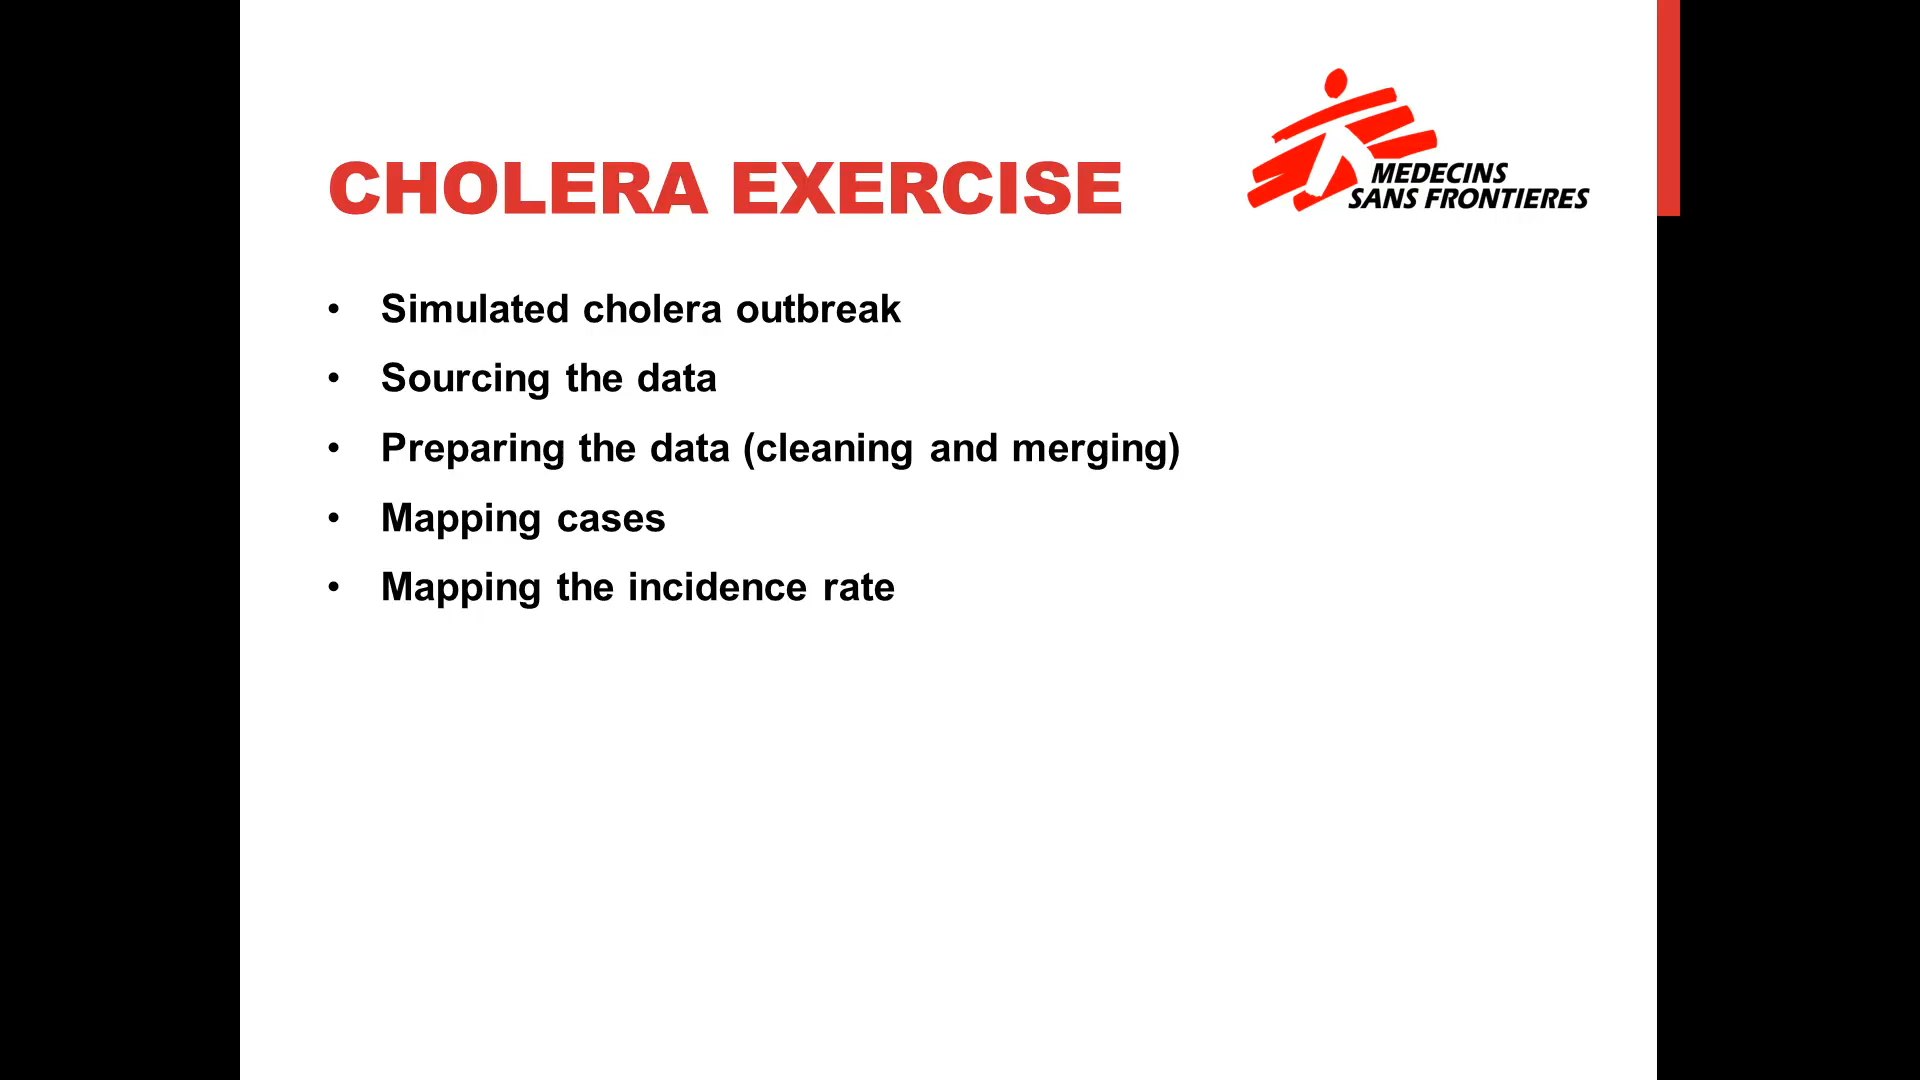 CHOLERA EXERCISE
MEDECINS
SANS FRONTIERES
• Simulated cholera outbreak
• Sourcing the data
• Preparing the data (cleaning and merging)
• Mapping cases
• Mapping the incidence rate